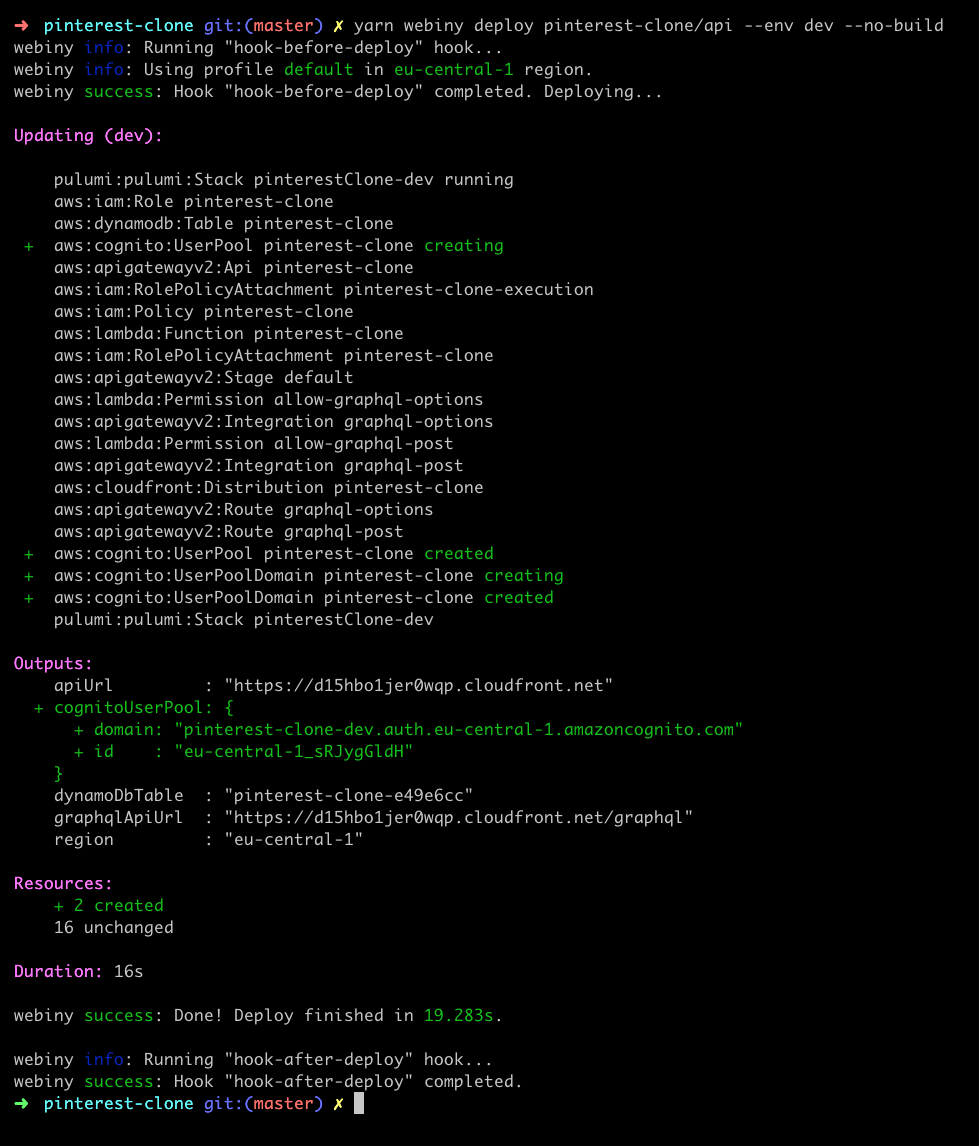 ➜  pinterest-clone git:(master) ✗ yarn webiny deploy pinterest-clone/api --env dev --no-build
webiny info: Running "hook-before-deploy" hook...
webiny info: Using profile default in eu-central-1 region.
webiny success: Hook "hook-before-deploy" completed. Deploying...
Updating (dev):
pulumi:pulumi:Stack pinterestClone-dev running
aws:iam:Role pinterest-clone
aws:dynamodb:Table pinterest-clone
+  aws:cognito:UserPool pinterest-clone creating
aws:apigatewayv2:Api pinterest-clone
aws:iam:RolePolicyAttachment pinterest-clone-execution
aws:iam:Policy pinterest-clone
aws:lambda:Function pinterest-clone
aws:iam:RolePolicyAttachment pinterest-clone
aws:apigatewayv2:Stage default
aws:lambda:Permission allow-graphql-options
aws:apigatewayv2:Integration graphql-options
aws:lambda:Permission allow-graphql-post
aws:apigatewayv2:Integration graphql-post
aws:cloudfront:Distribution pinterest-clone
aws:apigatewayv2:Route graphql-options
aws:apigatewayv2:Route graphql-post
+  aws:cognito:UserPool pinterest-clone created
+  aws:cognito:UserPoolDomain pinterest-clone creating
+  aws:cognito:UserPoolDomain pinterest-clone created
pulumi:pulumi:Stack pinterestClone-dev
Outputs:
apiUrl         : "https://d15hbo1jer0wqp.cloudfront.net"
+ cognitoUserPool: {
+ domain: "pinterest-clone-dev.auth.eu-central-1.amazoncognito.com"
+ id    : "eu-central-1_sRJygGldH"
}
dynamoDbTable  : "pinterest-clone-e49e6cc"
graphqlApiUrl  : "https://d15hbo1jer0wqp.cloudfront.net/graphql"
region         : "eu-central-1"
Resources:
+ 2 created
16 unchanged
Duration: 16s
webiny success: Done! Deploy finished in 19.283s.
webiny info: Running "hook-after-deploy" hook...
webiny success: Hook "hook-after-deploy" completed.
➜  pinterest-clone git:(master) ✗